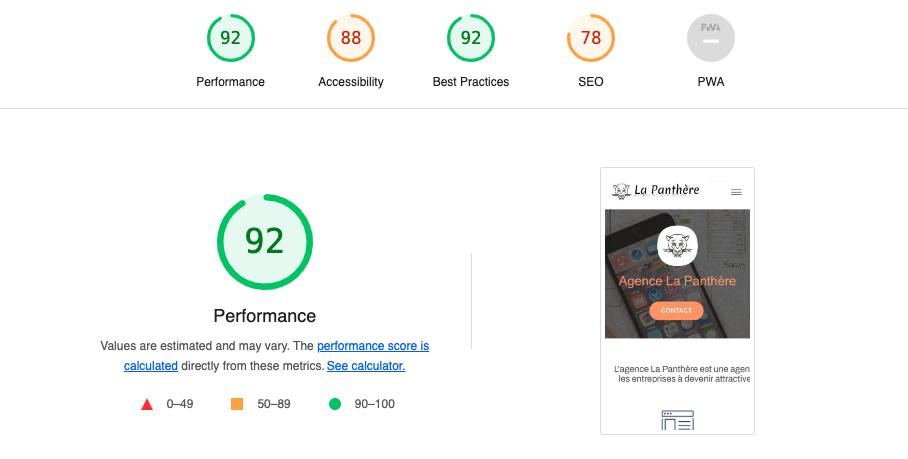 92 88 92 78 PWA
Performance Accessibility Best Practices SEO PWA
92
Performance
Values are estimated and may vary. The performance score is
calculated directly from these metrics. See calculator.
0–49 50–89 90–100
La Panthère
Agence La Panthère
CONTACT
L'agence La Panthère est une agen
les entreprises à devenir attractive